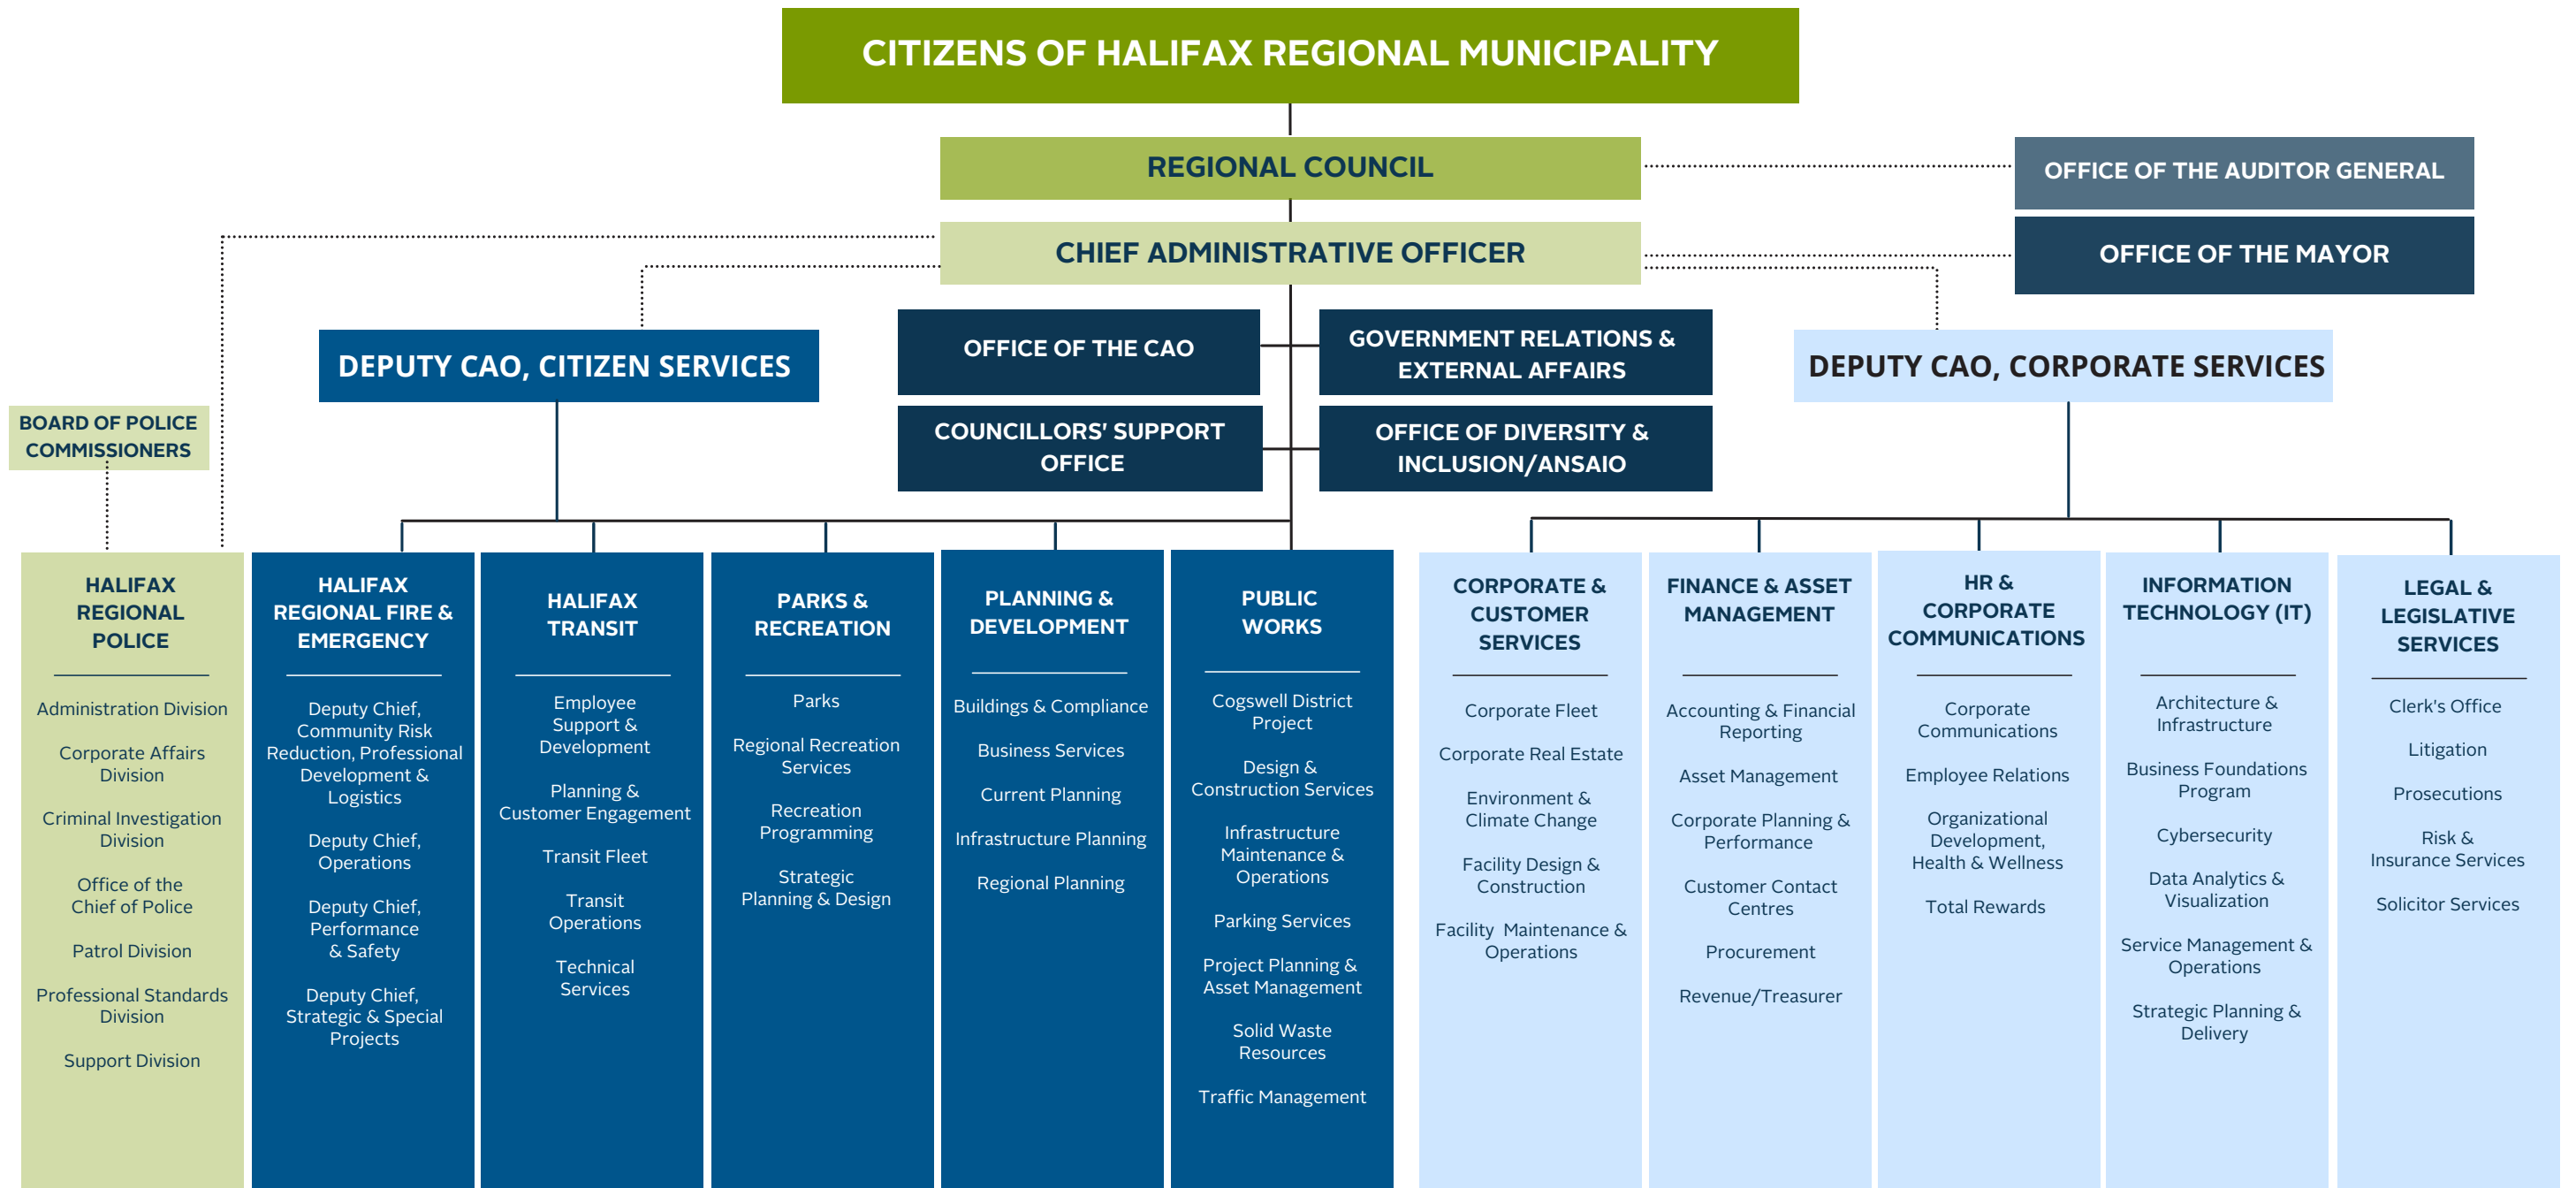 CITIZENS OF HALIFAX REGIONAL MUNICIPALITY
REGIONAL COUNCIL
OFFICE OF THE AUDITOR GENERAL
CHIEF ADMINISTRATIVE OFFICER
OFFICE OF THE MAYOR
DEPUTY CAO, CITIZEN SERVICES
OFFICE OF THE CAO
GOVERNMENT RELATIONS &
EXTERNAL AFFAIRS
DEPUTY CAO, CORPORATE SERVICES
BOARD OF POLICE
COMMISSIONERS
COUNCILLORS' SUPPORT
OFFICE
OFFICE OF DIVERSITY &
INCLUSION/ANSAIO
HALIFAX
REGIONAL
POLICE
Administration Division
Corporate Affairs
Division
Criminal Investigation
Division
Office of the
Chief of Police
Patrol Division
Professional Standards
Division
Support Division
HALIFAX
REGIONAL FIRE &
EMERGENCY
Deputy Chief,
Community Risk
Reduction, Professional
Development &
Logistics
Deputy Chief,
Operations
Deputy Chief,
Performance
& Safety
Deputy Chief,
Strategic & Special
Projects
HALIFAX
TRANSIT
Employee
Support &
Development
Planning &
Customer Engagement
Transit Fleet
Transit
Operations
Technical
Services
PARKS &
RECREATION
Parks
Regional Recreation
Services
Recreation
Programming
Strategic
Planning & Design
PLANNING &
DEVELOPMENT
Buildings & Compliance
Business Services
Current Planning
Infrastructure Planning
Regional Planning
PUBLIC
WORKS
Cogswell District
Project
Design &
Construction Services
Infrastructure
Maintenance &
Operations
Parking Services
Project Planning &
Asset Management
Solid Waste
Resources
Traffic Management
CORPORATE &
CUSTOMER
SERVICES
Corporate Fleet
Corporate Real Estate
Environment &
Climate Change
Facility Design &
Construction
Facility Maintenance &
Operations
FINANCE & ASSET
MANAGEMENT
Accounting & Financial
Reporting
Asset Management
Corporate Planning &
Performance
Customer Contact
Centres
Procurement
Revenue/Treasurer
HR &
CORPORATE
COMMUNICATIONS
Corporate
Communications
Employee Relations
Organizational
Development,
Health & Wellness
Total Rewards
INFORMATION
TECHNOLOGY (IT)
Architecture &
Infrastructure
Business Foundations
Program
Cybersecurity
Data Analytics &
Visualization
Service Management &
Operations
Strategic Planning &
Delivery
LEGAL &
LEGISLATIVE
SERVICES
Clerk's Office
Litigation
Prosecutions
Risk &
Insurance Services
Solicitor Services